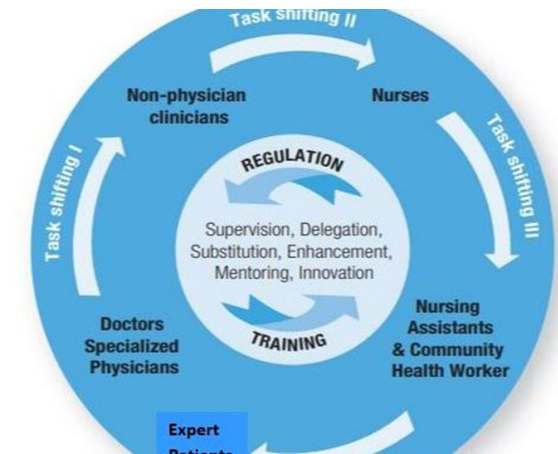 Task shifting II
Non-physician
clinicians
Nurses
Task shifting I
Task shifting III
REGULATION
Supervision, Delegation,
Substitution, Enhancement,
Mentoring, Innovation
TRAINING
Doctors
Specialized
Physicians
Nursing
Assistants
& Community
Health Worker
Expert
Patients